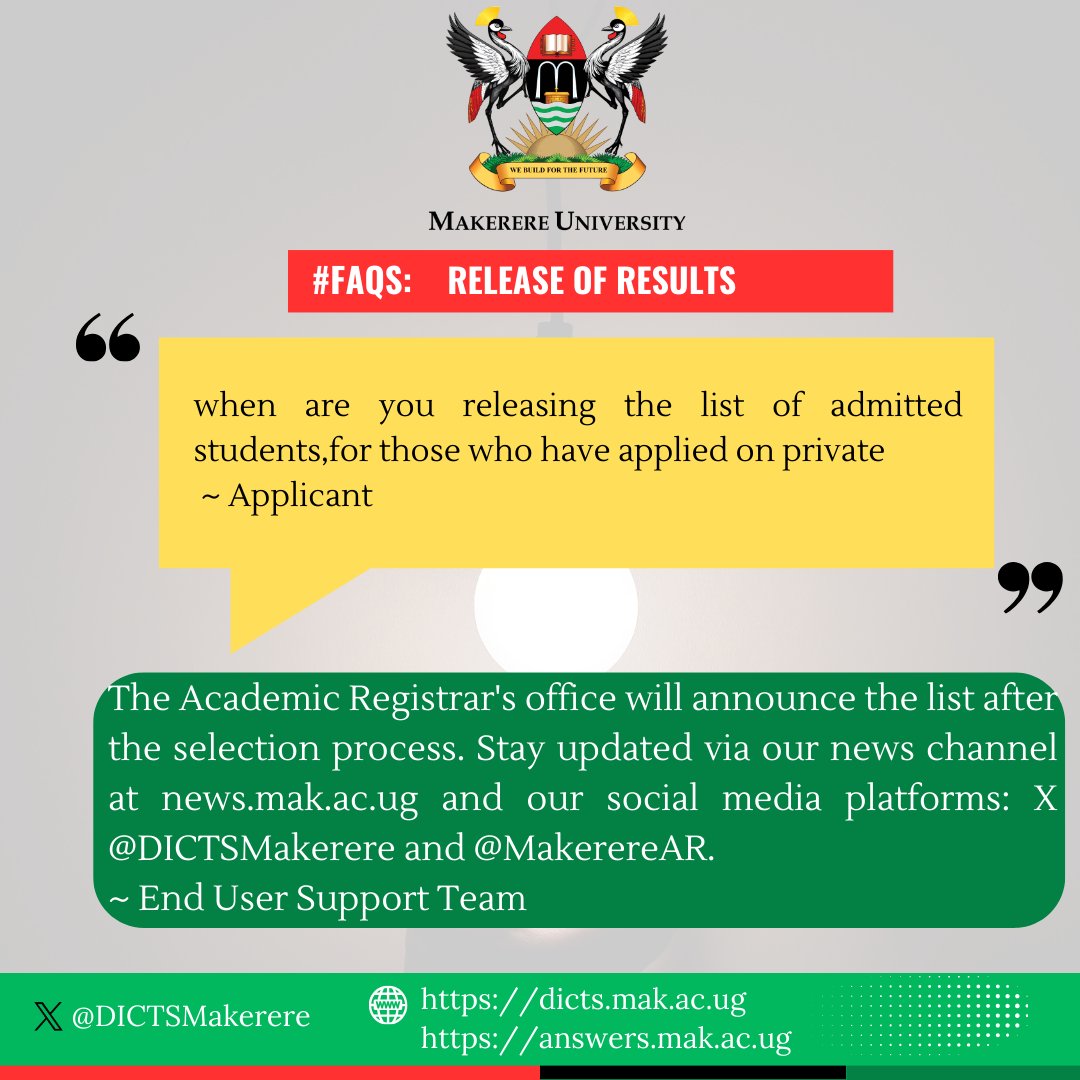 WE BUILD FOR THE FUTURE
MAKERERE UNIVERSITY
#FAQS: RELEASE OF RESULTS
when are you releasing the list of admitted
students,for those who have applied on private
~ Applicant
The Academic Registrar's office will announce the list after
the selection process. Stay updated via our news channel
at news.mak.ac.ug and our social media platforms: X
@DICTSMakerere and @MakerereAR.
~ End User Support Team
X @DICTSMakerere
www
https://dicts.mak.ac.ug
https://answers.mak.ac.ug